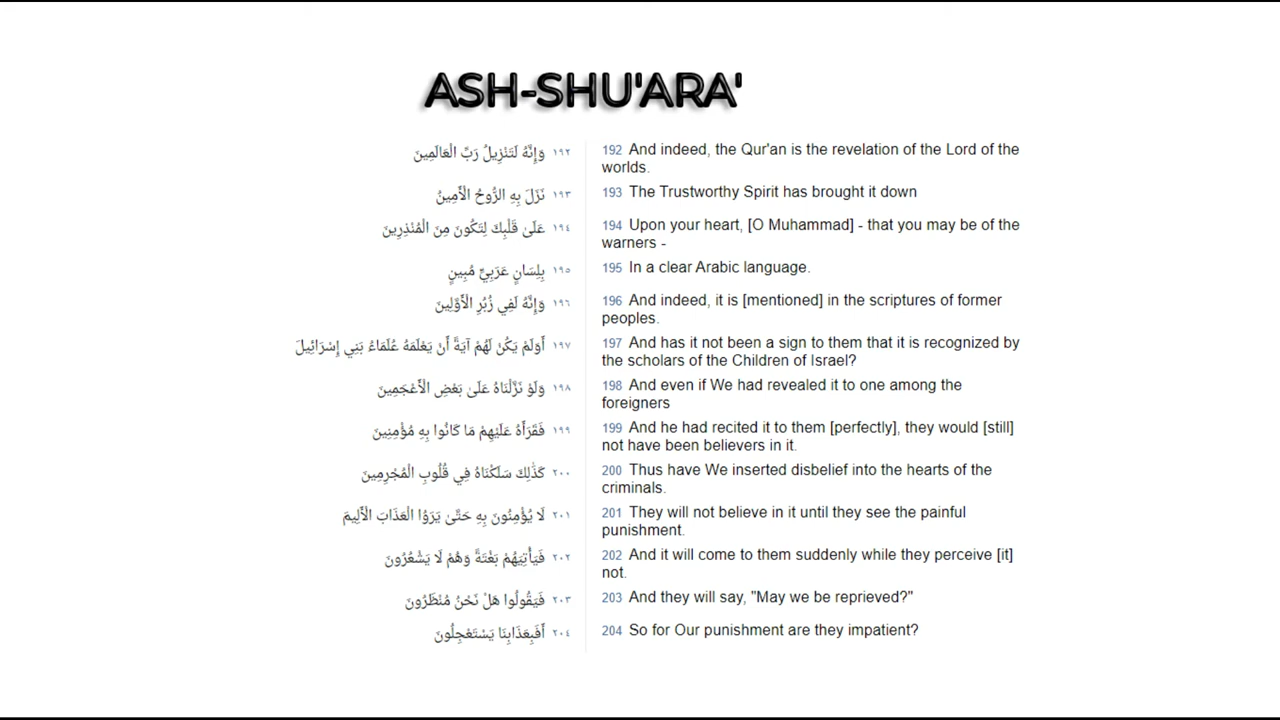 ASH-SHU'ARA'
١٩٢ وَإِنَّهُ لَتَنْزِيلُ رَبِّ الْعَالَمِينَ
192 And indeed, the Qur'an is the revelation of the Lord of the
worlds.
١٩٣ نَزَلَ بِهِ الرُّوحُ الْأَمِينُ
193 The Trustworthy Spirit has brought it down
١٩٤ عَلَىٰ قَلْبِكَ لِتَكُونَ مِنَ الْمُنْذِرِينَ
194 Upon your heart, [O Muhammad] - that you may be of the
warners -
١٩٥ بِلِسَانٍ عَرَبِيٍّ مُبِينٍ
195 In a clear Arabic language.
١٩٦ وَإِنَّهُ لَفِي زُبُرِ الْأَوَّلِينَ
196 And indeed, it is [mentioned] in the scriptures of former
peoples.
١٩٧ أَوَلَمْ يَكُنْ لَهُمْ آيَةً أَنْ يَعْلَمَهُ عُلَمَاءُ بَنِي إِسْرَائِيلَ
197 And has it not been a sign to them that it is recognized by
the scholars of the Children of Israel?
١٩٨ وَلَوْ نَزَّلْنَاهُ عَلَىٰ بَعْضِ الْأَعْجَمِينَ
198 And even if We had revealed it to one among the
foreigners
١٩٩ فَقَرَأَهُ عَلَيْهِمْ مَا كَانُوا بِهِ مُؤْمِنِينَ
199 And he had recited it to them [perfectly], they would [still]
not have been believers in it.
٢٠٠ كَذَٰلِكَ سَلَكْنَاهُ فِي قُلُوبِ الْمُجْرِمِينَ
200 Thus have We inserted disbelief into the hearts of the
criminals.
٢٠١ لَا يُؤْمِنُونَ بِهِ حَتَّىٰ يَرَوُا الْعَذَابَ الْأَلِيمَ
201 They will not believe in it until they see the painful
punishment.
٢٠٢ فَيَأْتِيَهُمْ بَغْتَةً وَهُمْ لَا يَشْعُرُونَ
202 And it will come to them suddenly while they perceive [it]
not.
٢٠٣ فَيَقُولُوا هَلْ نَحْنُ مُنْظَرُونَ
203 And they will say, "May we be reprieved?"
٢٠٤ أَفَبِعَذَابِنَا يَسْتَعْجِلُونَ
204 So for Our punishment are they impatient?